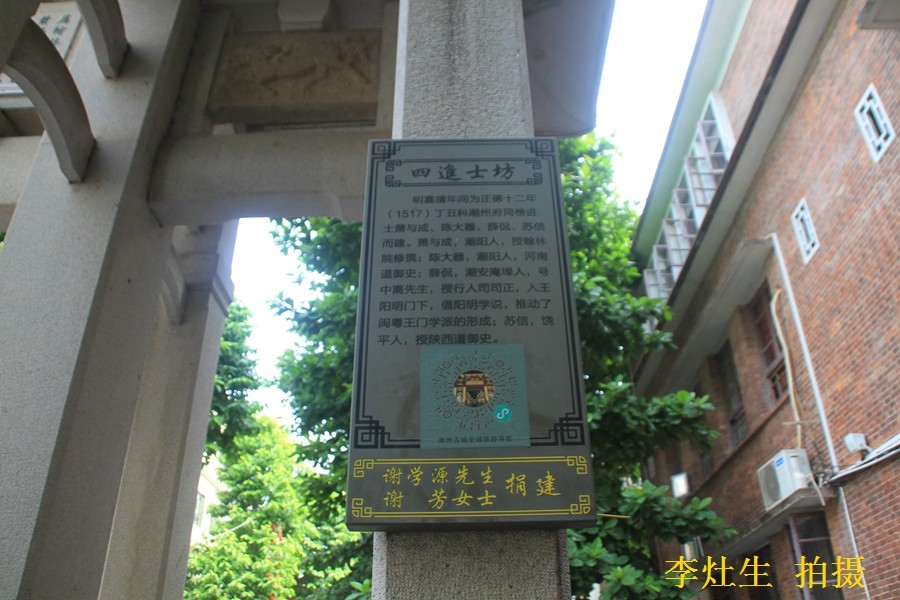 四進士坊
明嘉靖年间为正德十二年
（1517）丁丑科潮州府同榜进
士萧与成、陈大器、薛侃、苏信
而建。萧与成，潮阳人，授翰林
院修撰；陈大器，潮阳人，河南
道御史；薛侃，潮安庵埠人，号
中离先生，授行人司司正，入王
阳明门下，倡阳明学说，推动了
闽粤王门学派的形成；苏信，饶
平人，授陕西道御史。
谢学源先生
谢 芳女士
捐建
李灶生 拍摄